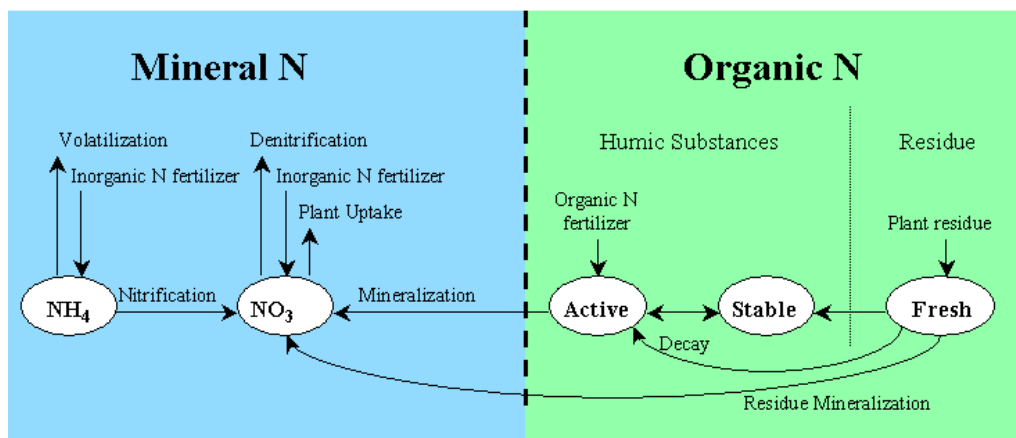 Mineral N
Organic N
Volatilization
Denitrification
Humic Substances
Residue
Inorganic N fertilizer
Inorganic N fertilizer
Plant Uptake
Organic N
fertilizer
Plant residue
NH4
Nitrification
NO3
Mineralization
Active
Stable
Fresh
Decay
Residue Mineralization